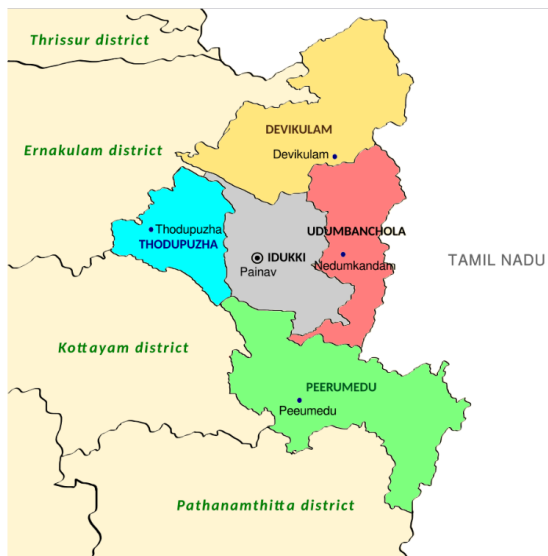 Thrissur district
DEVIKULAM
Ernakulam district
Devikulam
Thodupuzha
UDUMBANCHOLA
THODUPUZHA
IDUKKI
TAMIL NADU
Nedumkandam
Painav
Kottayam district
PEERUMEDU
Peeumedu
Pathanamthitta district